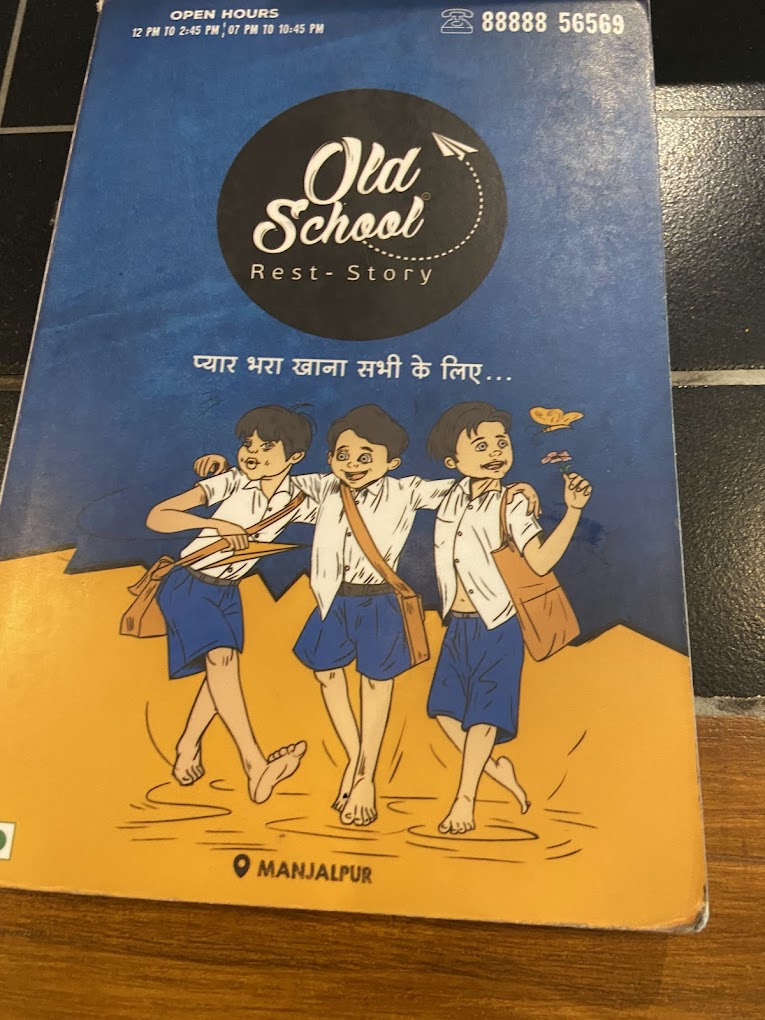 OPEN HOURS
12 PM TO 2:45 PM ¦ 07 PM TO 10:45 PM
88888 56569
Old
School
Rest- Story
प्यार भरा खाना सभी के लिए...
MANJALPUR